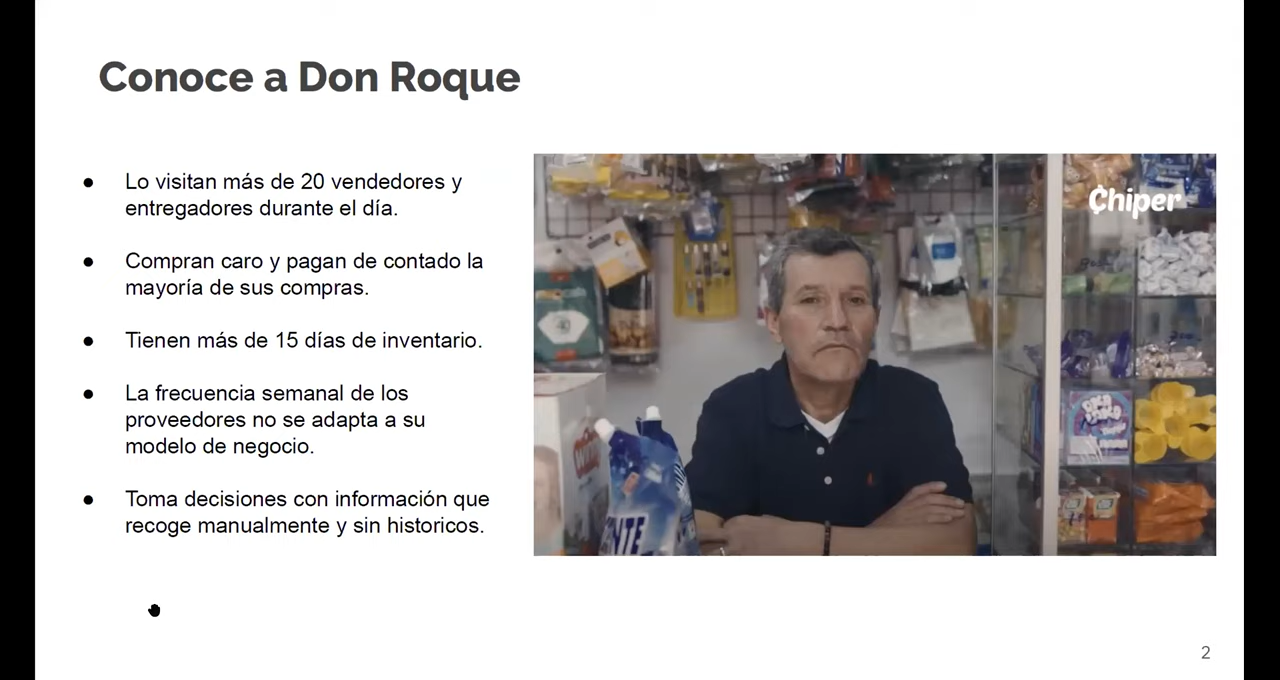 Conoce a Don Roque
● Lo visitan más de 20 vendedores y
entregadores durante el día.
● Compran caro y pagan de contado la
mayoría de sus compras.
● Tienen más de 15 días de inventario.
● La frecuencia semanal de los
proveedores no se adapta a su
modelo de negocio.
● Toma decisiones con información que
recoge manualmente y sin historicos.
Chiper
2